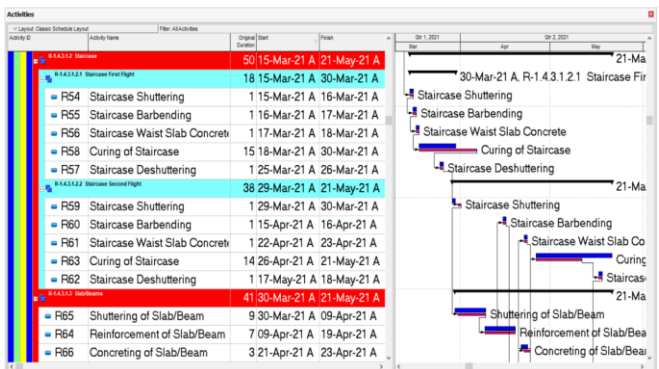 Activities
Layout: Classic Schedule Layout Filter: All Activities
Activity ID Activity Name Original Duration Start Finish Qtr 1, 2021 Qtr 2, 2021
Mar Apr May
R-1.4.3.1.2 Staircase 50 15-Mar-21 A 21-May-21 A 21-Ma
R-1.4.3.1.2.1 Staircase First Flight 18 15-Mar-21 A 30-Mar-21 A 30-Mar-21 A, R-1.4.3.1.2.1 Staircase Fir
R54 Staircase Shuttering 1 15-Mar-21 A 16-Mar-21 A Staircase Shuttering
R55 Staircase Barbending 1 16-Mar-21 A 17-Mar-21 A Staircase Barbending
R56 Staircase Waist Slab Concrete 1 17-Mar-21 A 18-Mar-21 A Staircase Waist Slab Concrete
R58 Curing of Staircase 15 18-Mar-21 A 30-Mar-21 A Curing of Staircase
R57 Staircase Deshuttering 1 25-Mar-21 A 26-Mar-21 A Staircase Deshuttering
R-1.4.3.1.2.2 Staircase Second Flight 38 29-Mar-21 A 21-May-21 A 21-Ma
R59 Staircase Shuttering 1 29-Mar-21 A 30-Mar-21 A Staircase Shuttering
R60 Staircase Barbending 1 15-Apr-21 A 16-Apr-21 A Staircase Barbending
R61 Staircase Waist Slab Concrete 1 22-Apr-21 A 23-Apr-21 A Staircase Waist Slab Co
R63 Curing of Staircase 14 26-Apr-21 A 21-May-21 A Curing
R62 Staircase Deshuttering 1 17-May-21 A 18-May-21 A Staircas
R-1.4.3.1.3 Slab/Beams 41 30-Mar-21 A 21-May-21 A 21-Ma
R65 Shuttering of Slab/Beam 9 30-Mar-21 A 09-Apr-21 A Shuttering of Slab/Beam
R64 Reinforcement of Slab/Beam 7 09-Apr-21 A 19-Apr-21 A Reinforcement of Slab/Bea
R66 Concreting of Slab/Beam 3 21-Apr-21 A 23-Apr-21 A Concreting of Slab/Bea